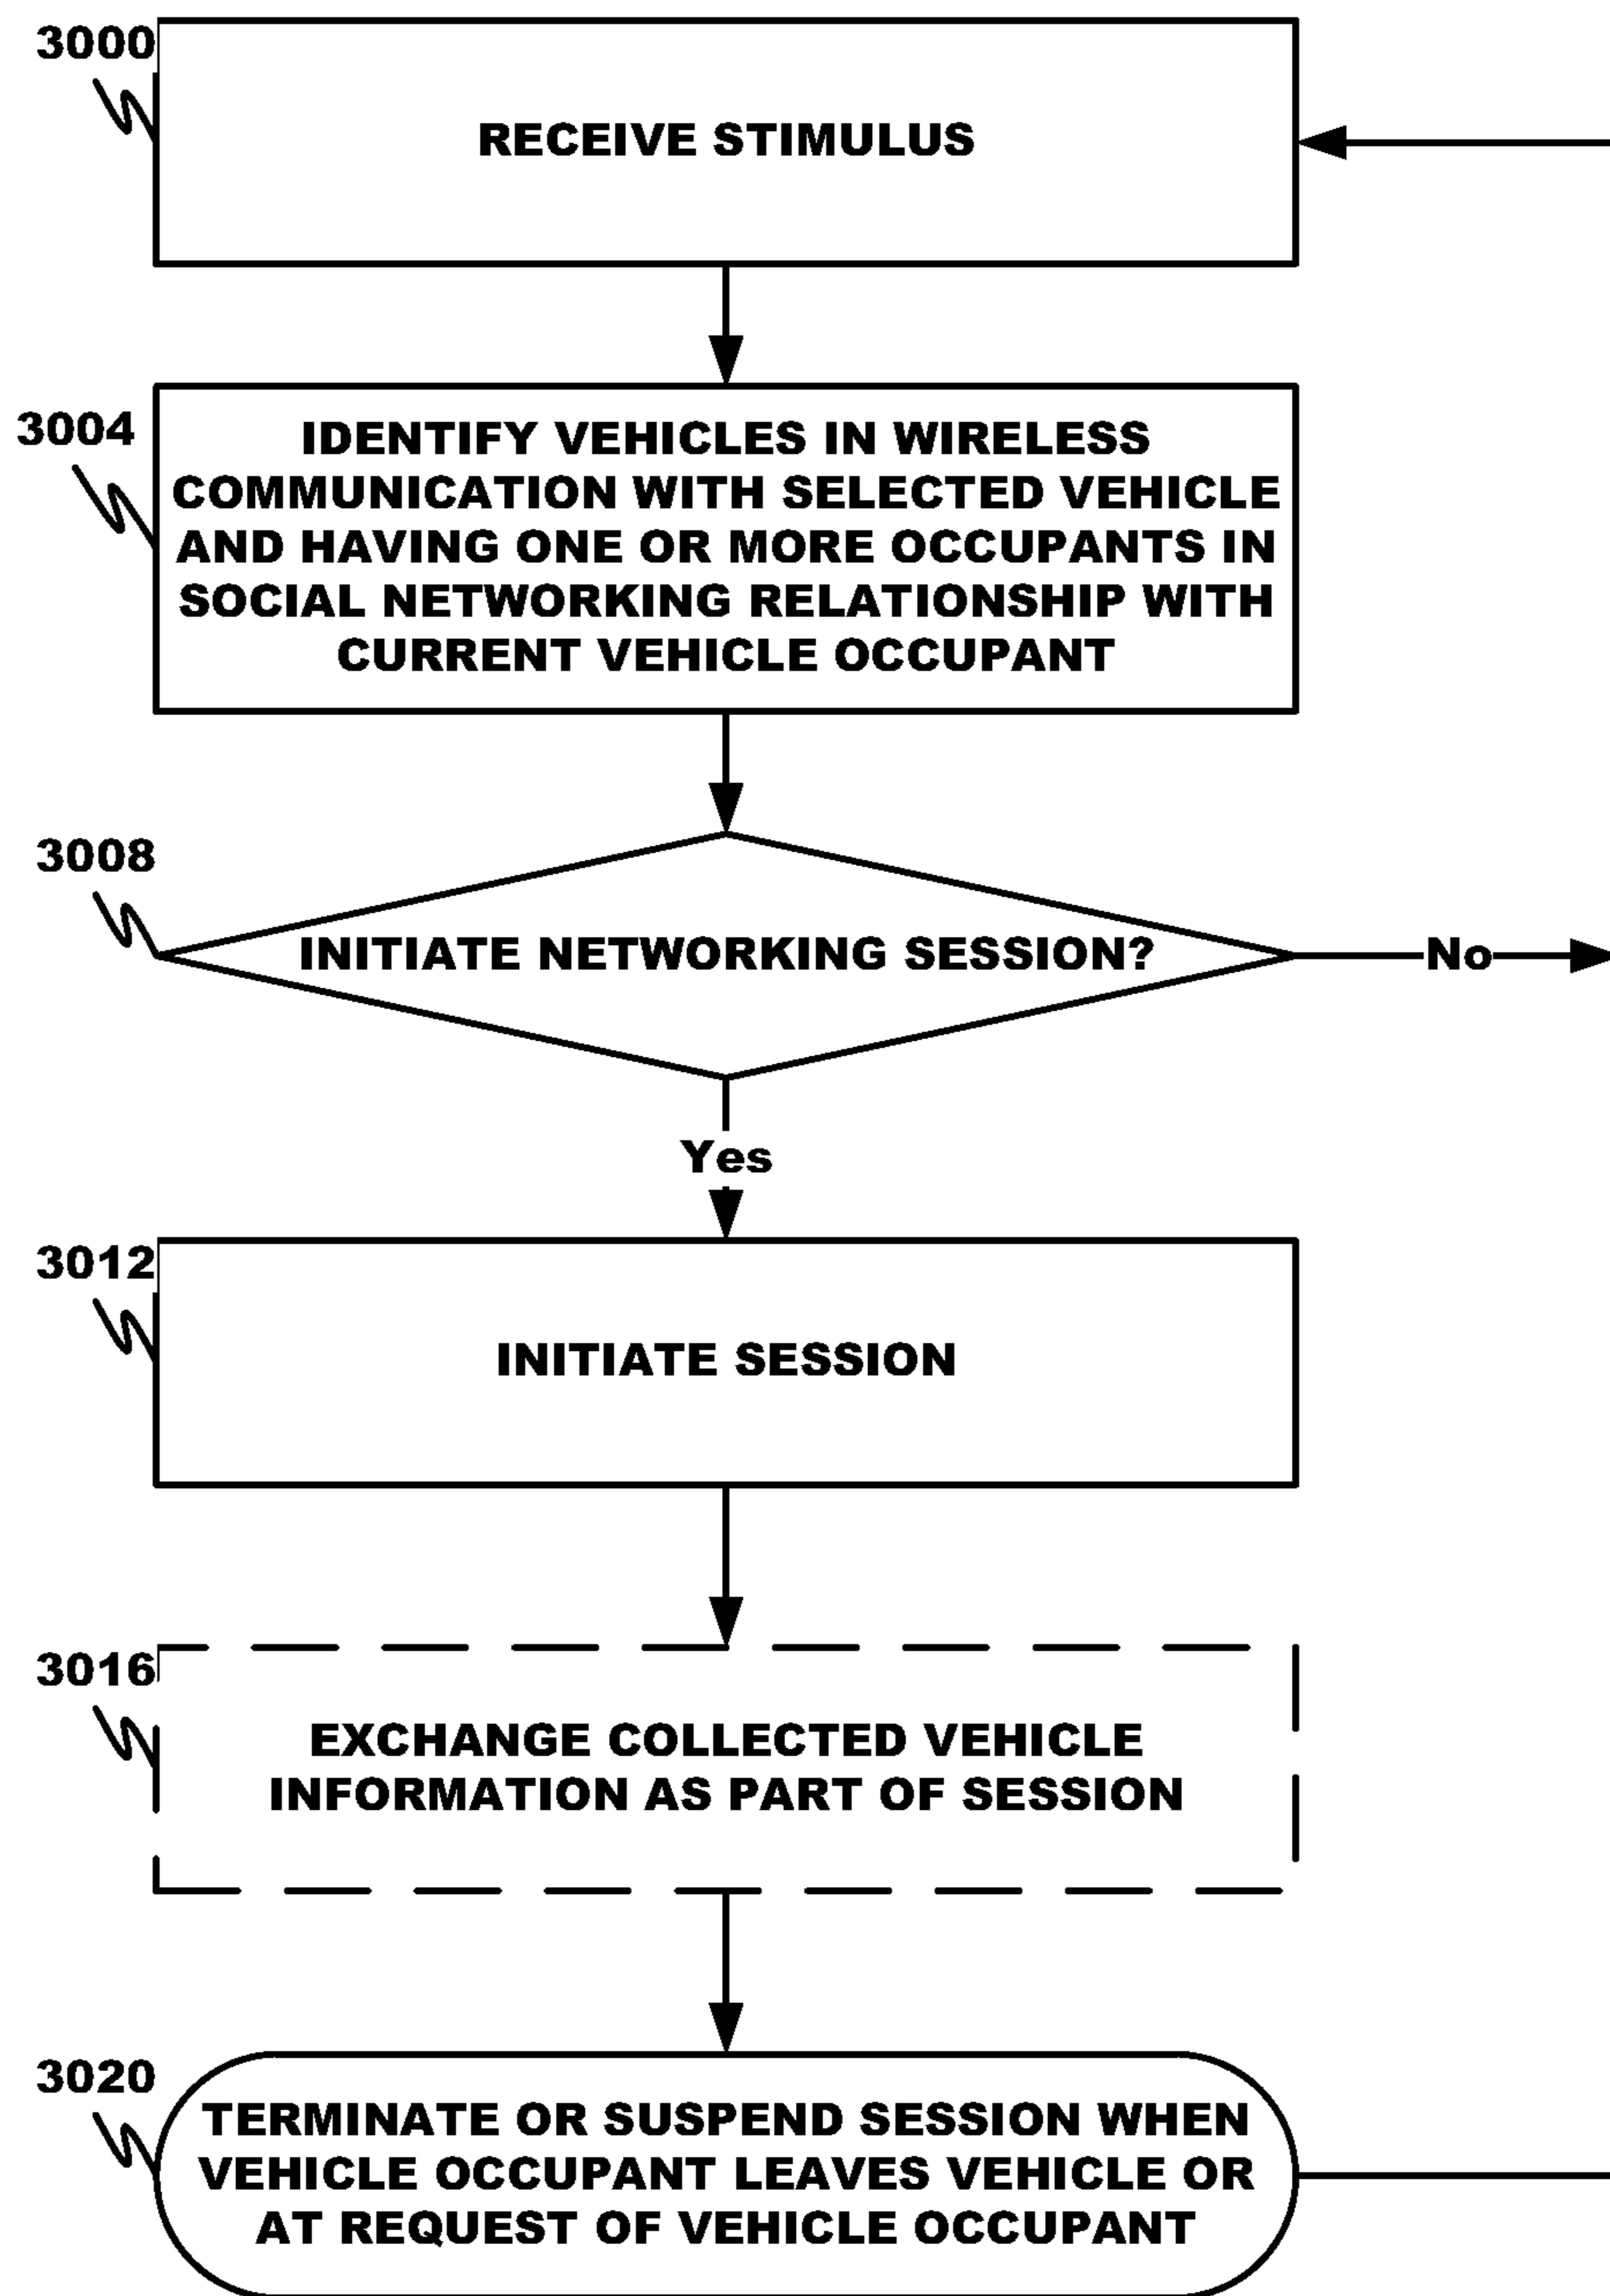 3000
RECEIVE STIMULUS
3004
IDENTIFY VEHICLES IN WIRELESS
COMMUNICATION WITH SELECTED VEHICLE
AND HAVING ONE OR MORE OCCUPANTS IN
SOCIAL NETWORKING RELATIONSHIP WITH
CURRENT VEHICLE OCCUPANT
3008
INITIATE NETWORKING SESSION?
No
Yes
3012
INITIATE SESSION
3016
EXCHANGE COLLECTED VEHICLE
INFORMATION AS PART OF SESSION
3020
TERMINATE OR SUSPEND SESSION WHEN
VEHICLE OCCUPANT LEAVES VEHICLE OR
AT REQUEST OF VEHICLE OCCUPANT